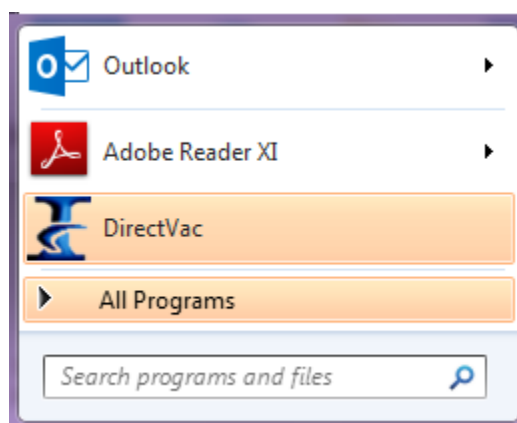 Outlook
Adobe Reader XI
DirectVac
All Programs
Search programs and files